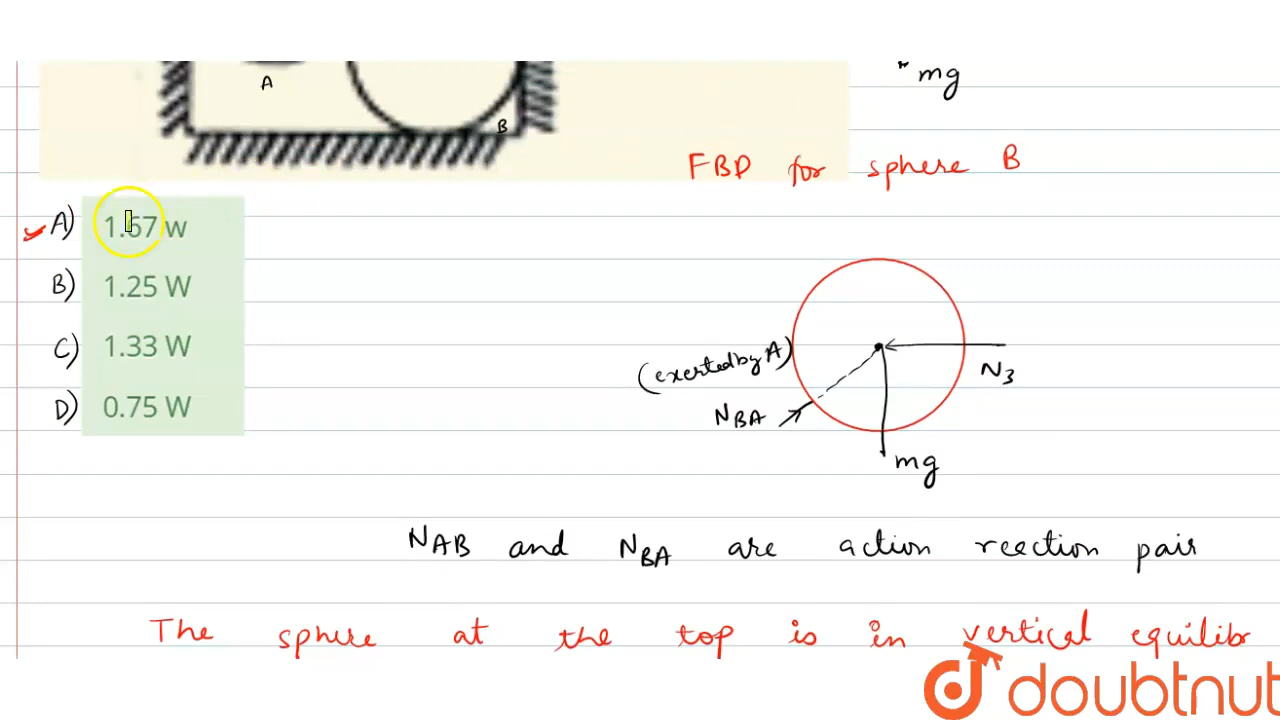 A
mg
B
FBD for sphere B
A) 1.67 w
B) 1.25 W
C) 1.33 W
D) 0.75 W
(exerted by A)
N3
NBA
mg
NAB and NBA are action reaction pair
The sphere at the top is in vertical equilib
doubtnut